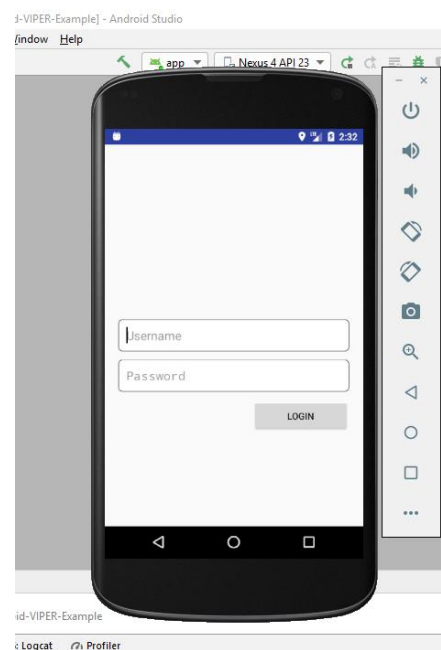 d-VIPER-Example] - Android Studio
Window Help
app Nexus 4 API 23
2:32
Username
Password
LOGIN
id-VIPER-Example
Logcat Profiler